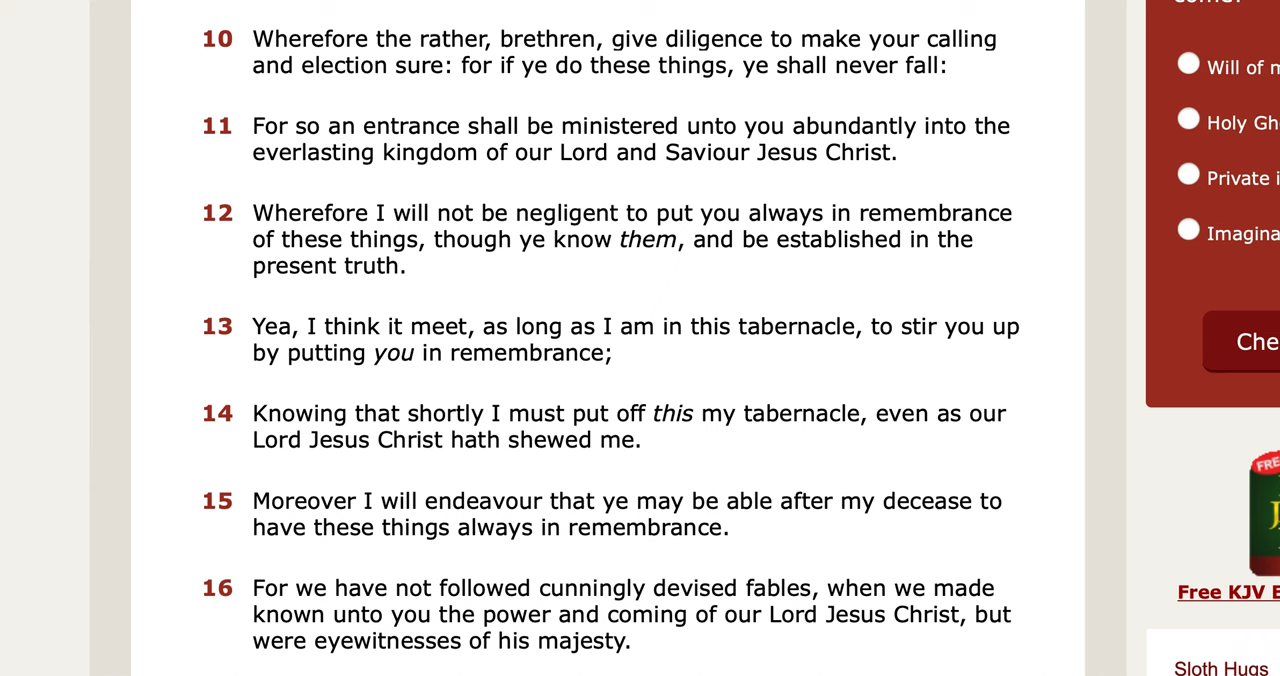 10 Wherefore the rather, brethren, give diligence to make your calling
and election sure: for if ye do these things, ye shall never fall:
11 For so an entrance shall be ministered unto you abundantly into the
everlasting kingdom of our Lord and Saviour Jesus Christ.
12 Wherefore I will not be negligent to put you always in remembrance
of these things, though ye know them, and be established in the
present truth.
13 Yea, I think it meet, as long as I am in this tabernacle, to stir you up
by putting you in remembrance;
14 Knowing that shortly I must put off this my tabernacle, even as our
Lord Jesus Christ hath shewed me.
15 Moreover I will endeavour that ye may be able after my decease to
have these things always in remembrance.
16 For we have not followed cunningly devised fables, when we made
known unto you the power and coming of our Lord Jesus Christ, but
were eyewitnesses of his majesty.
Will of
Holy
Private
FREE
Free KJV
Sloth Hugs